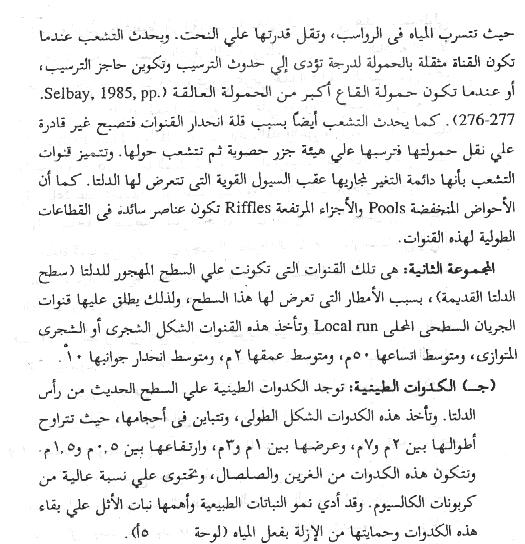 حيث تتسرب المياه فى الرواسب، وتقل قدرتها علي النحت. ويحدث التشعب عندما
تكون القناة مثقلة بالحمولة لدرجة تؤدى إلي حدوث الترسيب وتكوين حاجز الترسيب،
أو عندما تكون حمولة القاع أكبر من الحمولة العالقة (Selbay, 1985, pp.
276-277). كما يحدث التشعب أيضاً بسبب قلة انحدار القنوات فتصبح غير قادرة
علي نقل حمولتها فترسبها علي هيئة جزر حصوية ثم تتشعب حولها. وتتميز قنوات
التشعب بأنها دائمة التغير لمجاريها عقب السيول القوية التى تتعرض لها الدلتا. كما أن
الأحواض المنخفضة Pools والأجزاء المرتفعة Riffles تكون عناصر سائده فى القطاعات
الطولية لهذه القنوات.
المجموعة الثانية: هى تلك القنوات التى تكونت علي السطح المهجور للدلتا (سطح
الدلتا القديمة)، بسبب الأمطار التى تعرض لها هذا السطح، ولذلك يطلق عليها قنوات
الجريان السطحى المحلى Local run وتأخذ هذه القنوات الشكل الشجرى أو الشجرى
المتوازى، ومتوسط اتساعها ٥٠م، ومتوسط عمقها ٢م، ومتوسط انحدار جوانبها ١٠°.
(جـ) الكدوات الطينية: توجد الكدوات الطينية علي السطح الحديث من رأس
الدلتا. وتأخذ هذه الكدوات الشكل الطولى، وتتباين فى أحجامها، حيث تتراوح
أطوالها بين ٢م و٧م، وعرضها بين ١م و٣م، وارتفاعها بين ٠,٥م و١,٥م.
وتتكون هذه الكدوات من الغرين والصلصال، وتحتوى علي نسبة عالية من
كربونات الكالسيوم. وقد أدي نمو النباتات الطبيعية وأهمها نبات الأثل علي بقاء
هذه الكدوات وحمايتها من الإزلة بفعل المياه (لوحة ٥أ).